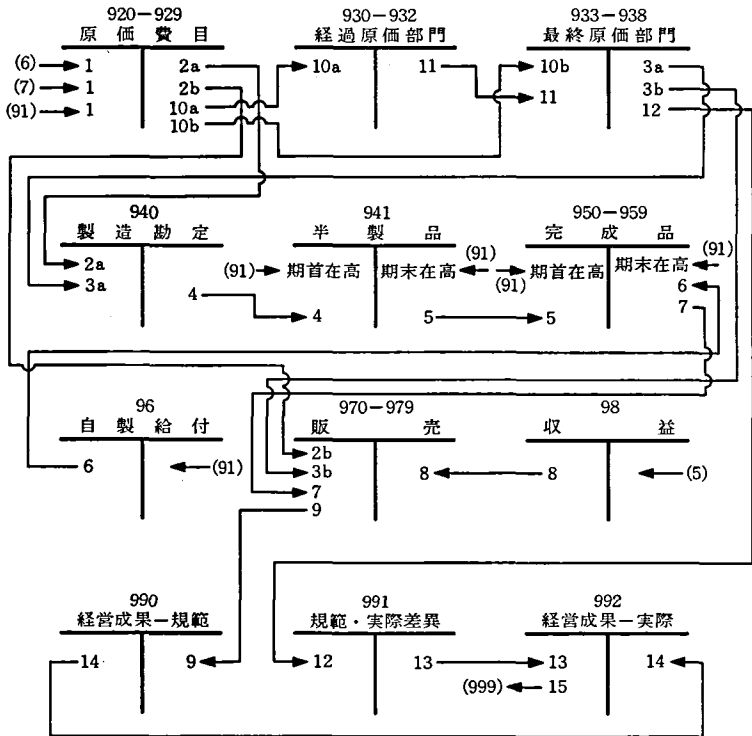 920-929
原価費目
(6) 1 2a
(7) 1 2b
(91) 1 10a
10b
930-932
経過原価部門
10a 11
933-938
最終原価部門
10b 3a
11 3b
12
940
製造勘定
2a
3a
4
941
半製品
(91) 期首在高 期末在高 (91)
4 5
950-959
完成品
(91) 期首在高 期末在高 (91)
6
5 7
96
自製給付
6 (91)
970-979
販売
2b
3b 8
7
9
98
収益
8 (5)
990
経営成果-規範
14 9
991
規範・実際差異
12 13
992
経営成果-実際
13 14
(999) 15